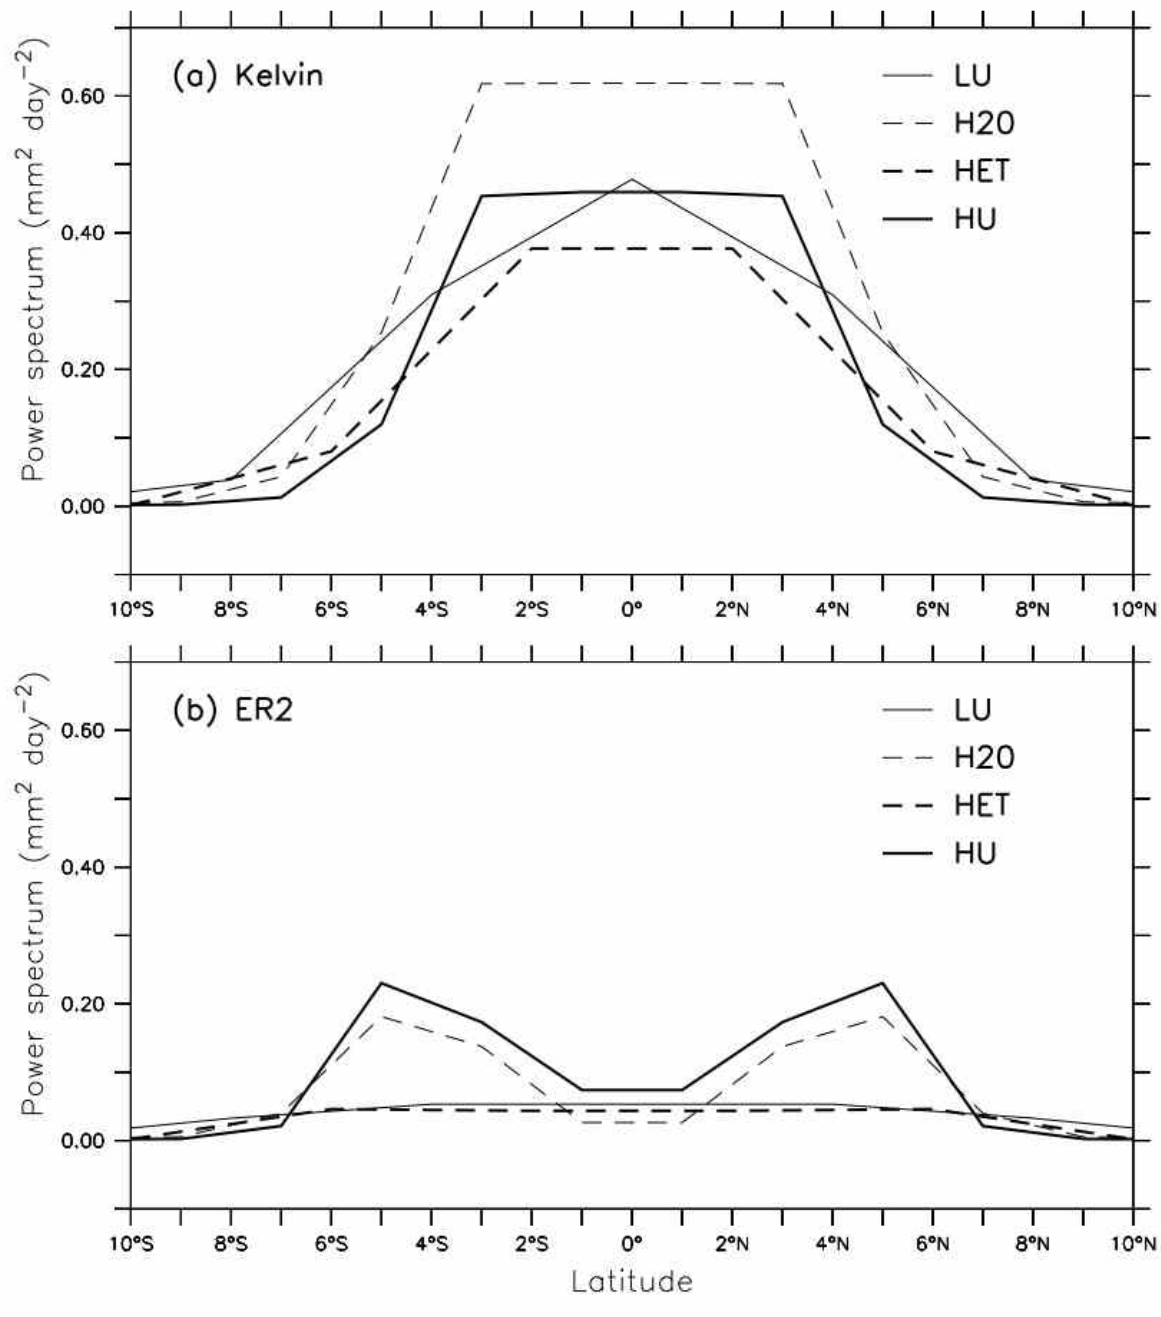 (a) Kelvin
LU
H20
HET
HU
Power spectrum (mm² day⁻²)
0.60
0.40
0.20
0.00
10°S 8°S 6°S 4°S 2°S 0° 2°N 4°N 6°N 8°N 10°N
(b) ER2
LU
H20
HET
HU
Power spectrum (mm² day⁻²)
0.60
0.40
0.20
0.00
10°S 8°S 6°S 4°S 2°S 0° 2°N 4°N 6°N 8°N 10°N
Latitude